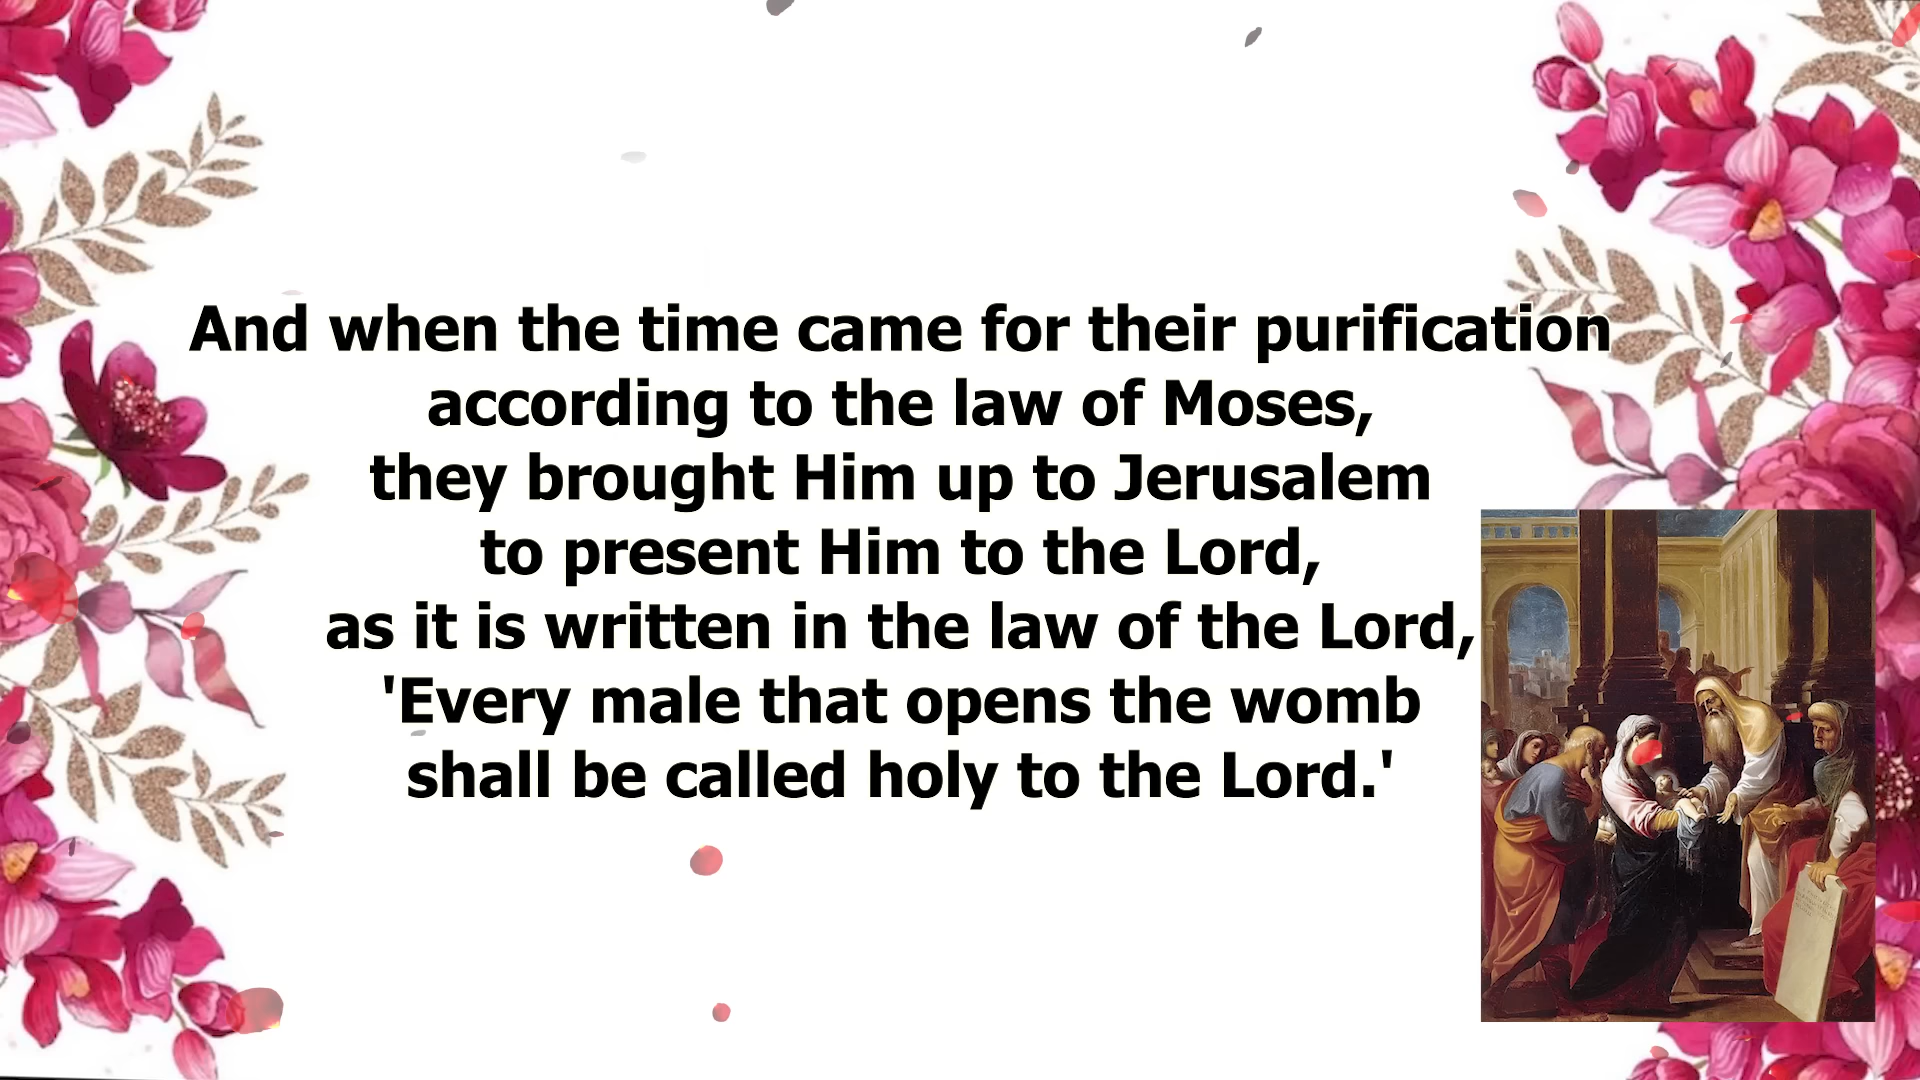 And when the time came for their purification
according to the law of Moses,
they brought Him up to Jerusalem
to present Him to the Lord,
as it is written in the law of the Lord,
'Every male that opens the womb
shall be called holy to the Lord.'